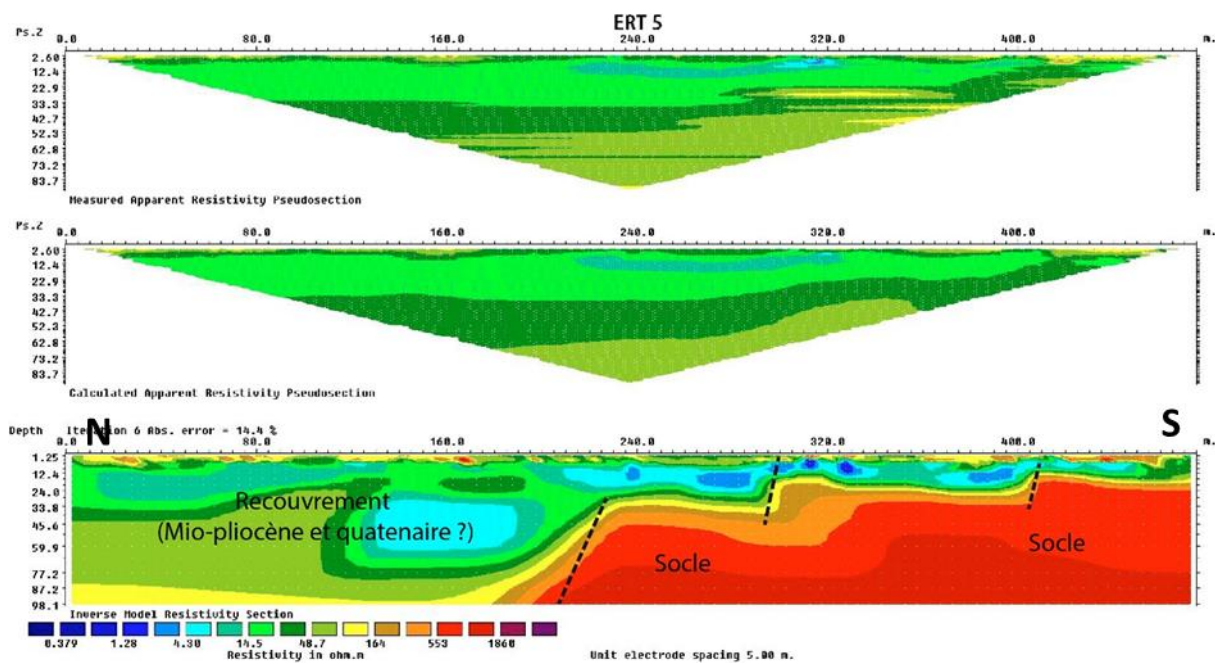 ERT 5
Ps.Z 0.0 80.0 160.0 240.0 320.0 400.0 m.
2.60
12.4
22.9
33.3
42.7
52.3
62.8
73.2
83.7
Measured Apparent Resistivity Pseudosection
Ps.Z 0.0 80.0 160.0 240.0 320.0 400.0 m.
2.60
12.4
22.9
33.3
42.7
52.3
62.8
73.2
83.7
Calculated Apparent Resistivity Pseudosection
N S
Depth Iteration 6 Abs. error = 14.4 %
0.0 80.0 160.0 240.0 320.0 400.0 m.
1.25
12.4
24.0
33.8
45.6
59.9
77.2
87.2
98.1
Recouvrement
(Mio-pliocène et quatenaire ?)
Socle
Socle
Inverse Model Resistivity Section
0.379 1.28 4.30 14.5 48.7 164 553 1860
Resistivity in ohm.m
Unit electrode spacing 5.00 m.